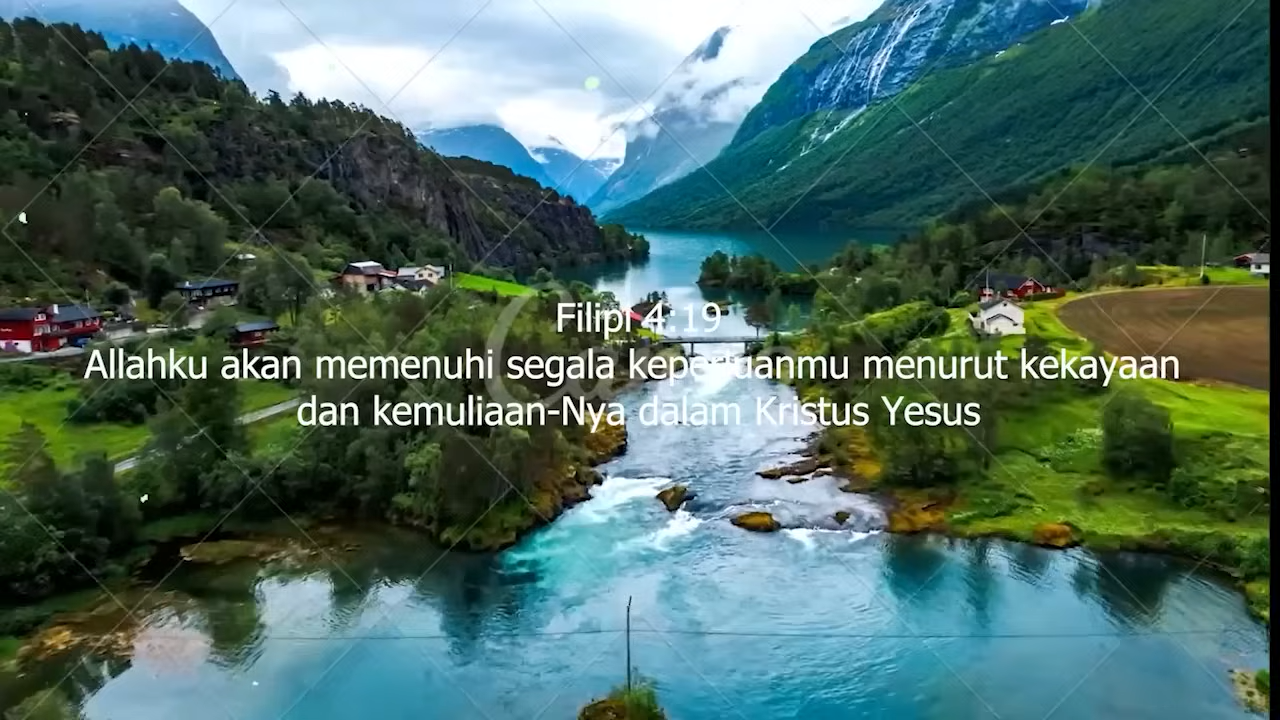 Filipi 4:19
Allahku akan memenuhi segala keperluanmu menurut kekayaan
dan kemuliaan-Nya dalam Kristus Yesus